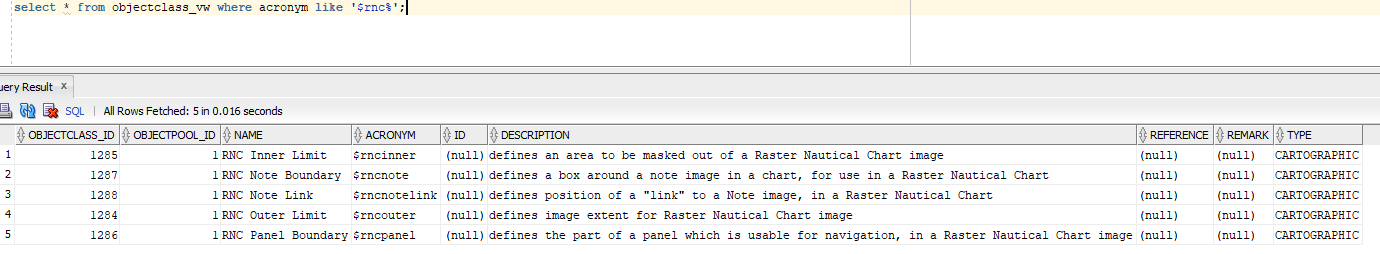 select * from objectclass_vw where acronym like '$rnc%';
uery Result x
SQL | All Rows Fetched: 5 in 0.016 seconds
OBJECTCLASS_ID OBJECTPOOL_ID NAME ACRONYM ID DESCRIPTION REFERENCE REMARK TYPE
1 1285 1 RNC Inner Limit $rncinner (null) defines an area to be masked out of a Raster Nautical Chart image (null) (null) CARTOGRAPHIC
2 1287 1 RNC Note Boundary $rncnote (null) defines a box around a note image in a chart, for use in a Raster Nautical Chart (null) (null) CARTOGRAPHIC
3 1288 1 RNC Note Link $rncnotelink (null) defines position of a "link" to a Note image, in a Raster Nautical Chart (null) (null) CARTOGRAPHIC
4 1284 1 RNC Outer Limit $rncouter (null) defines image extent for Raster Nautical Chart image (null) (null) CARTOGRAPHIC
5 1286 1 RNC Panel Boundary $rncpanel (null) defines the part of a panel which is usable for navigation, in a Raster Nautical Chart image (null) (null) CARTOGRAPHIC